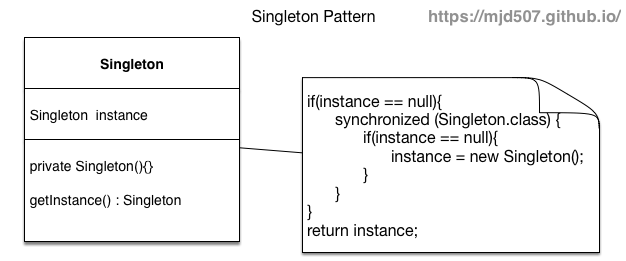 Singleton Pattern
https://mjd507.github.io/
Singleton
Singleton instance
private Singleton(){}
getInstance() : Singleton
if(instance == null){
synchronized (Singleton.class) {
if(instance == null){
instance = new Singleton();
}
}
}
return instance;